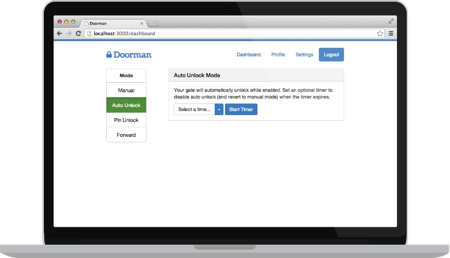 Doorman
localhost:3000/dashboard
Doorman
Dashboard
Profile
Settings
Logout
Mode
Manual
Auto Unlock
Pin Unlock
Forward
Auto Unlock Mode
Your gate will automatically unlock while enabled. Set an optional timer to
disable auto unlock (and revert to manual mode) when the timer expires.
Select a time...
Start Timer